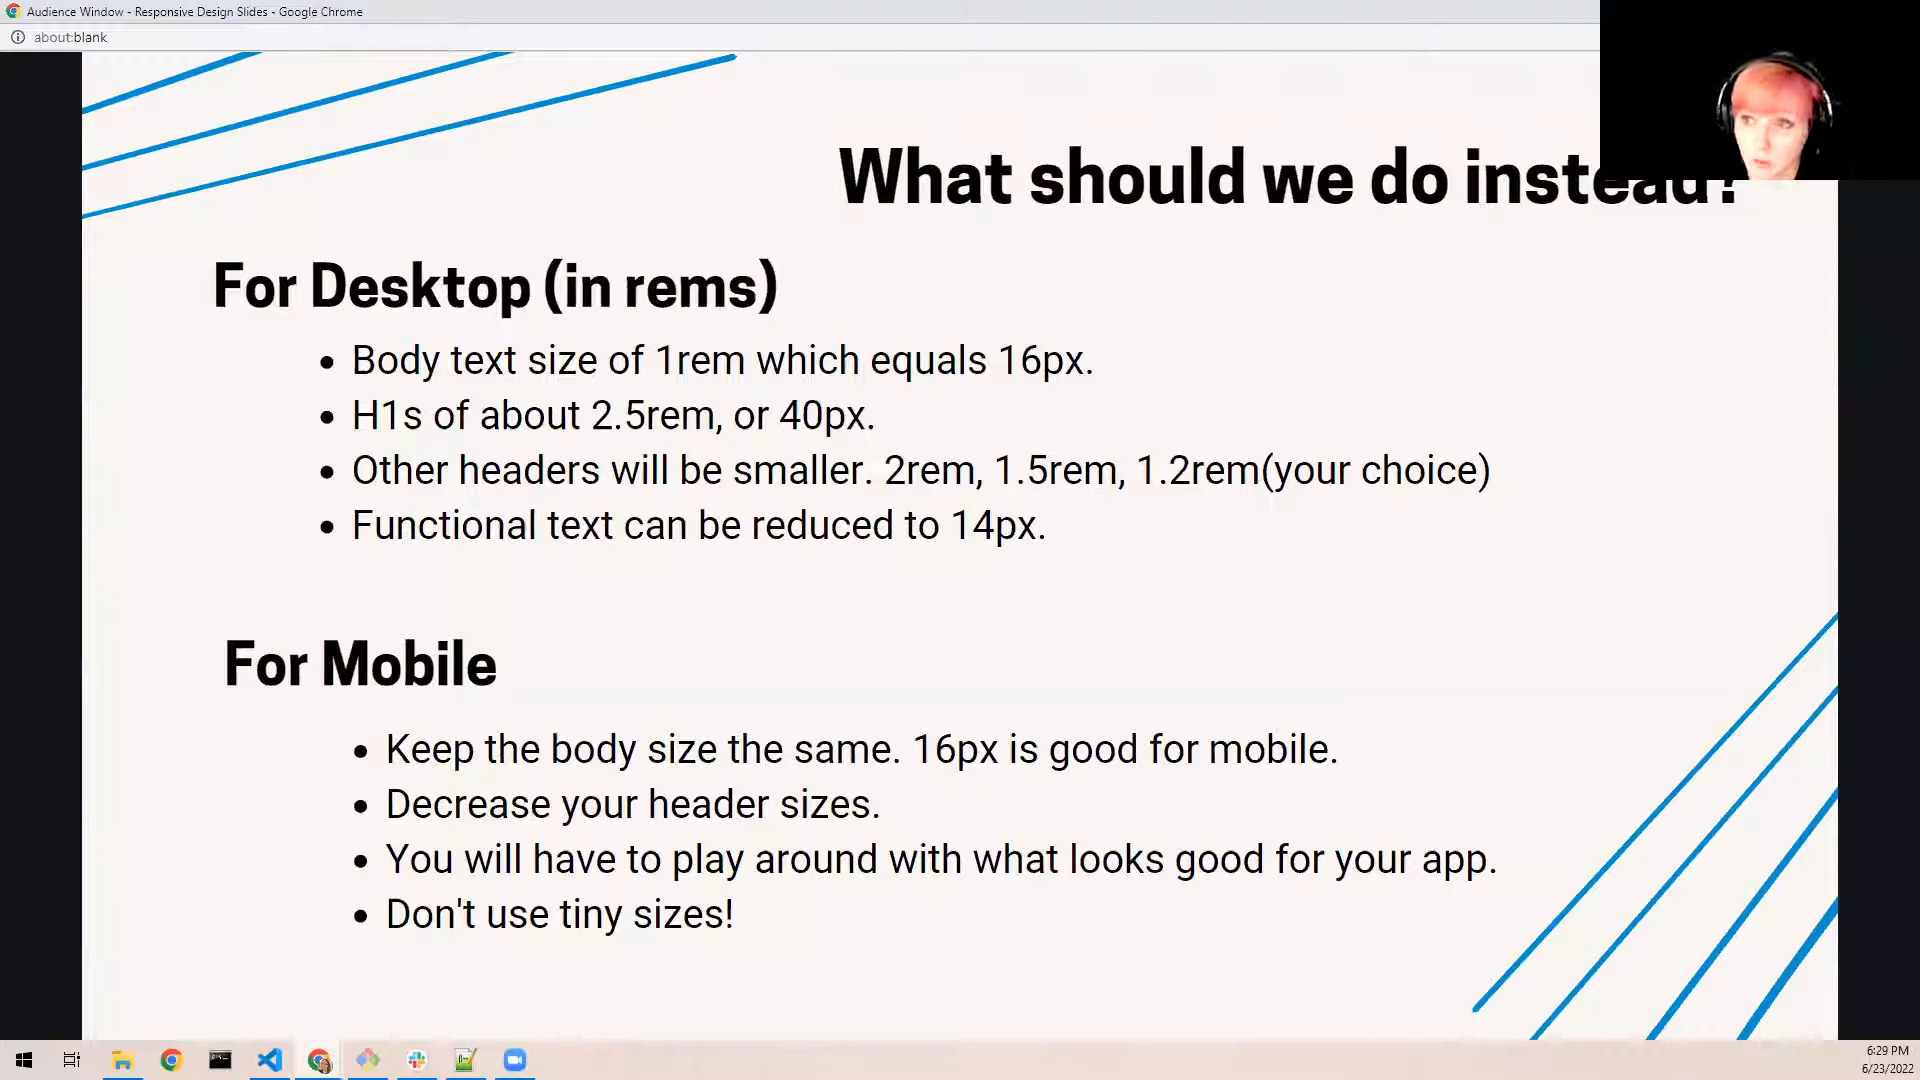 Audience Window - Responsive Design Slides - Google Chrome
about:blank
What should we do instead?
For Desktop (in rems)
• Body text size of 1rem which equals 16px.
• H1s of about 2.5rem, or 40px.
• Other headers will be smaller. 2rem, 1.5rem, 1.2rem(your choice)
• Functional text can be reduced to 14px.
For Mobile
• Keep the body size the same. 16px is good for mobile.
• Decrease your header sizes.
• You will have to play around with what looks good for your app.
• Don't use tiny sizes!
6:29 PM
6/23/2022